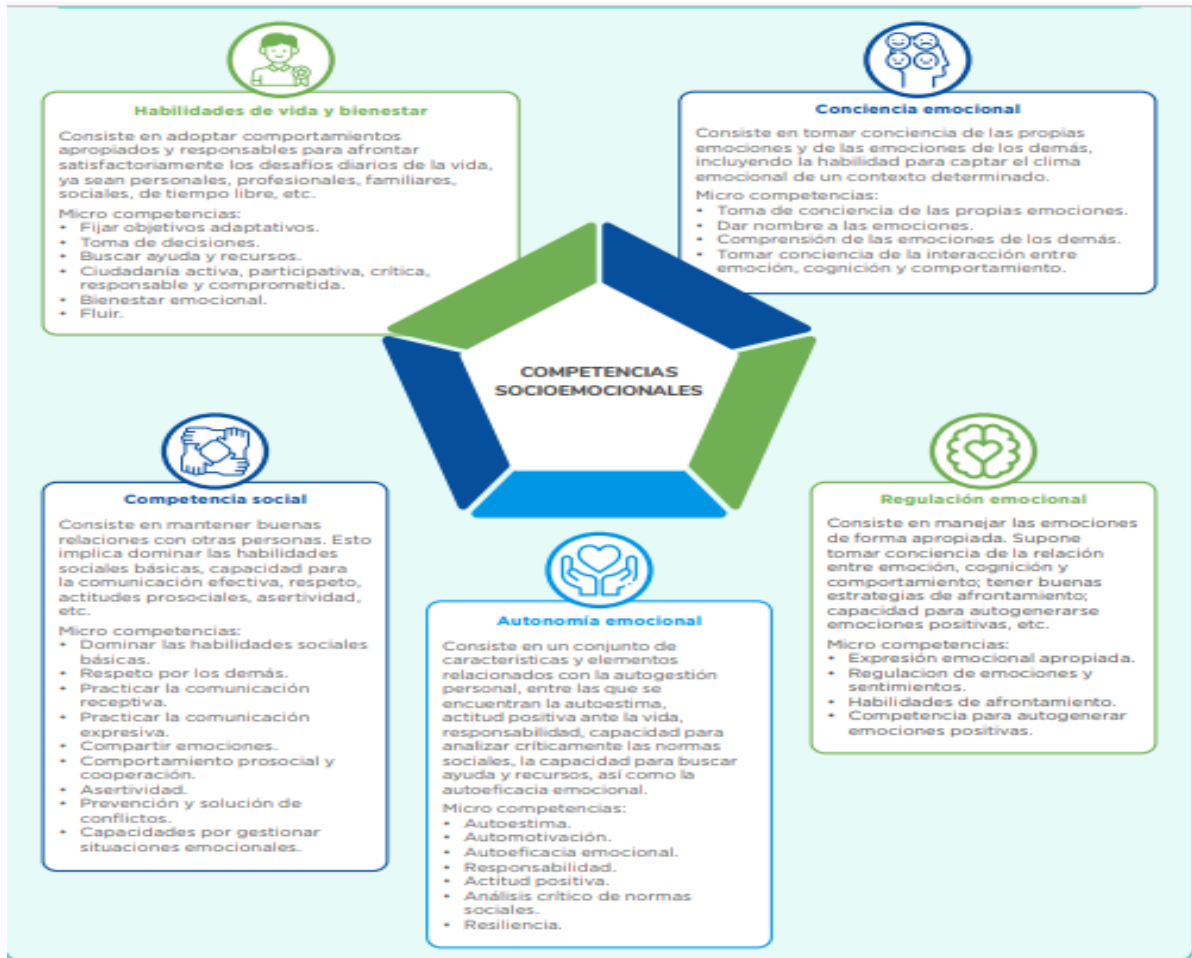 Habilidades de vida y bienestar
Consiste en adoptar comportamientos
apropiados y responsables para afrontar
satisfactoriamente los desafíos diarios de la vida,
ya sean personales, profesionales, familiares,
sociales, de tiempo libre, etc.
Micro competencias:
• Fijar objetivos adaptativos.
• Toma de decisiones.
• Buscar ayuda y recursos.
• Ciudadanía activa, participativa, crítica,
responsable y comprometida.
• Bienestar emocional.
• Fluir.
Conciencia emocional
Consiste en tomar conciencia de las propias
emociones y de las emociones de los demás,
incluyendo la habilidad para captar el clima
emocional de un contexto determinado.
Micro competencias:
• Toma de conciencia de las propias emociones.
• Dar nombre a las emociones.
• Comprensión de las emociones de los demás.
• Tomar conciencia de la interacción entre
emoción, cognición y comportamiento.
COMPETENCIAS
SOCIOEMOCIONALES
Competencia social
Consiste en mantener buenas
relaciones con otras personas. Esto
implica dominar las habilidades
sociales básicas, capacidad para
la comunicación efectiva, respeto,
actitudes prosociales, asertividad,
etc.
Micro competencias:
• Dominar las habilidades sociales
básicas.
• Respeto por los demás.
• Practicar la comunicación
receptiva.
• Practicar la comunicación
expresiva.
• Compartir emociones.
• Comportamiento prosocial y
cooperación.
• Asertividad.
• Prevención y solución de
conflictos.
• Capacidades por gestionar
situaciones emocionales.
Autonomía emocional
Consiste en un conjunto de
características y elementos
relacionados con la autogestión
personal, entre las que se
encuentran la autoestima,
actitud positiva ante la vida,
responsabilidad, capacidad para
analizar críticamente las normas
sociales, la capacidad para buscar
ayuda y recursos, así como la
autoeficacia emocional.
Micro competencias:
• Autoestima.
• Automotivación.
• Autoeficacia emocional.
• Responsabilidad.
• Actitud positiva.
• Análisis crítico de normas
sociales.
• Resiliencia.
Regulación emocional
Consiste en manejar las emociones
de forma apropiada. Supone
tomar conciencia de la relación
entre emoción, cognición y
comportamiento; tener buenas
estrategias de afrontamiento;
capacidad para autogenerarse
emociones positivas, etc.
Micro competencias:
• Expresión emocional apropiada.
• Regulacion de emociones y
sentimientos.
• Habilidades de afrontamiento.
• Competencia para autogenerar
emociones positivas.